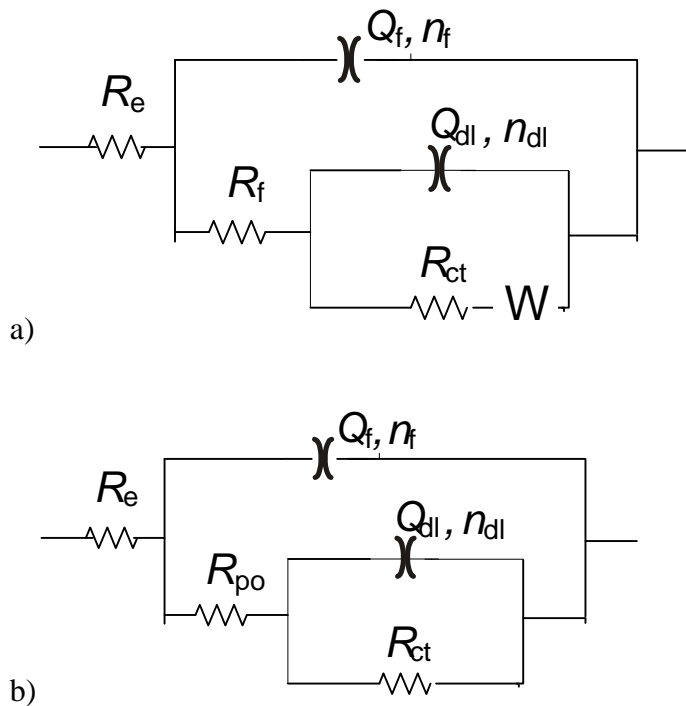 Qf, nf
Re
Qdl, ndl
Rf
Rct
W
a)
Qf, nf
Re
Qdl, ndl
Rpo
Rct
b)